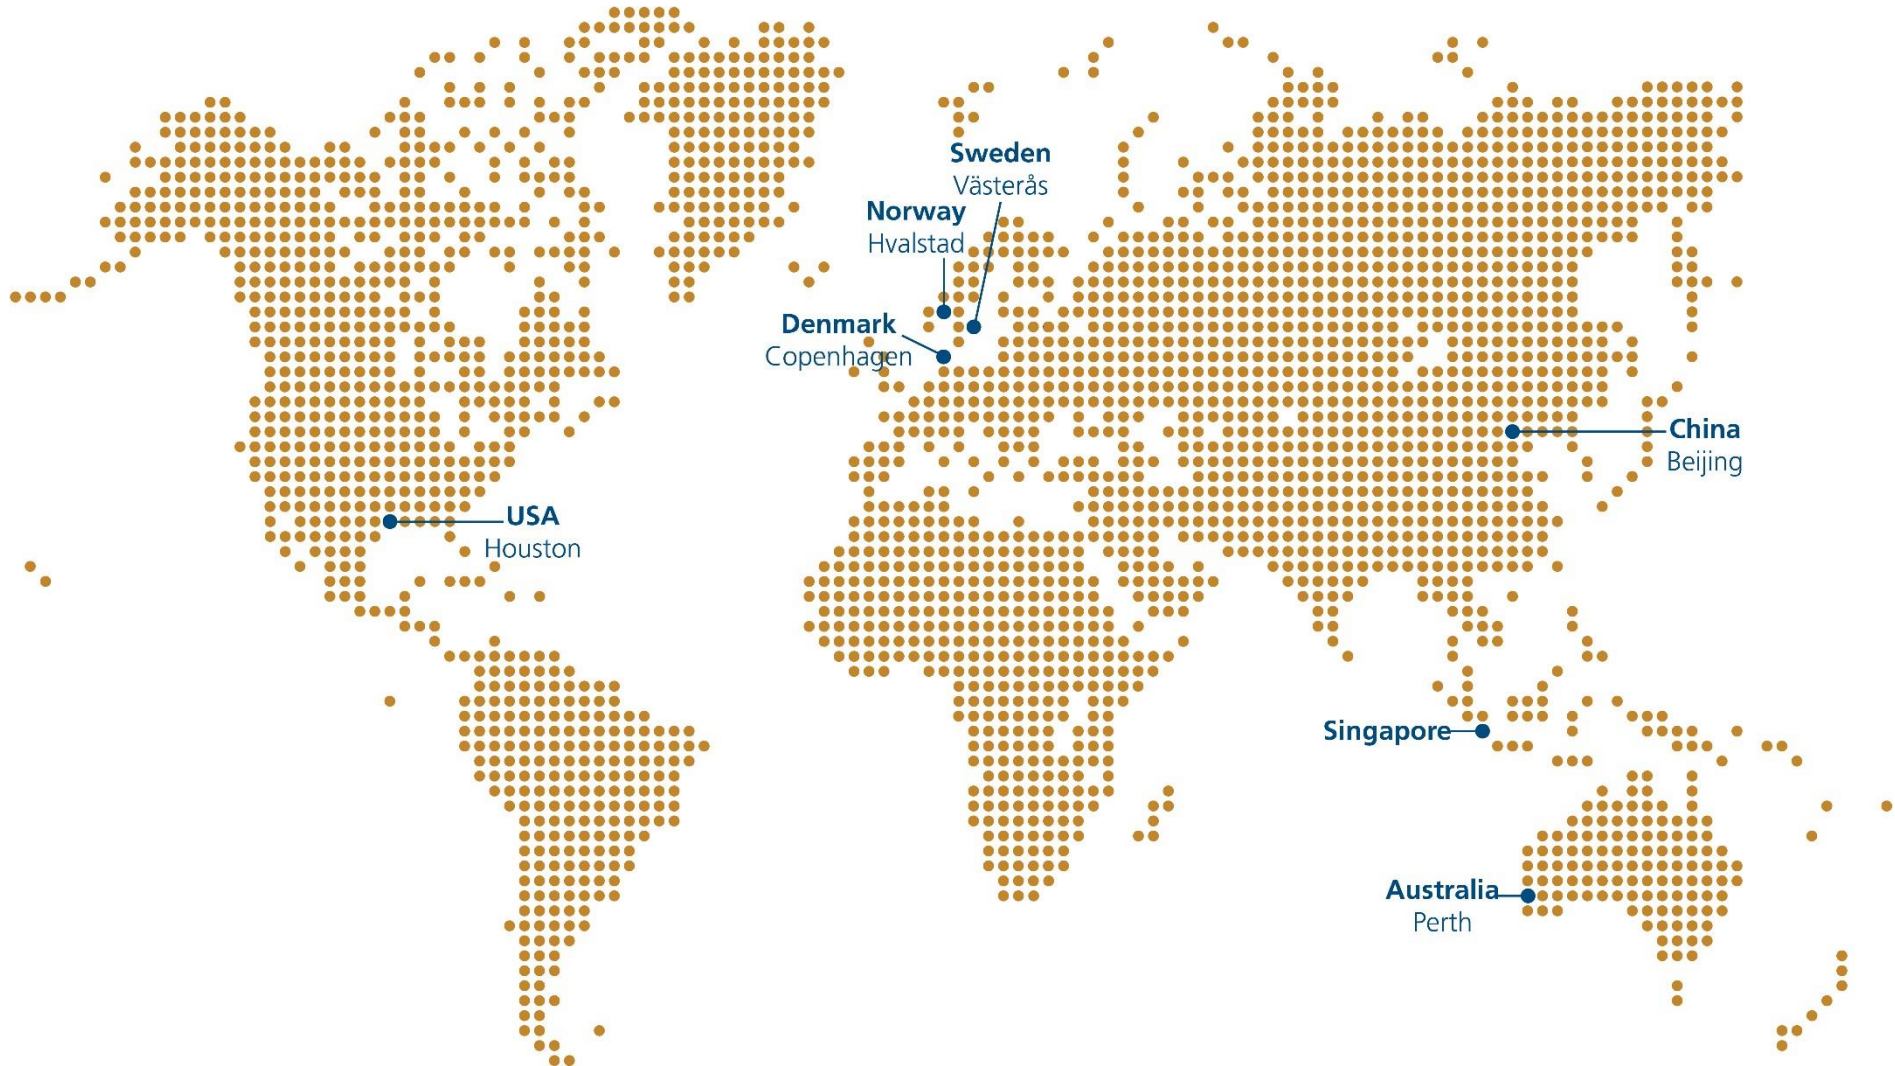 Sweden
Västerås
Norway
Hvalstad
Denmark
Copenhagen
China
Beijing
USA
Houston
Singapore
Australia
Perth